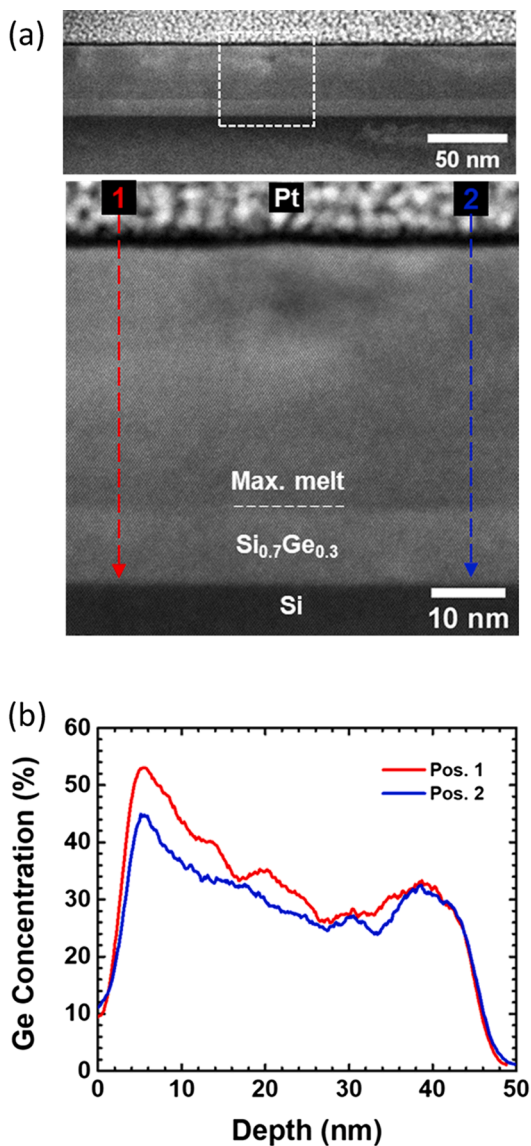 (a)
50 nm
1 Pt 2
Max. melt
Si₀.₇Ge₀.₃
Si
10 nm
(b)
60
50
40
30
20
10
0
Ge Concentration (%)
Pos. 1
Pos. 2
0 10 20 30 40 50
Depth (nm)